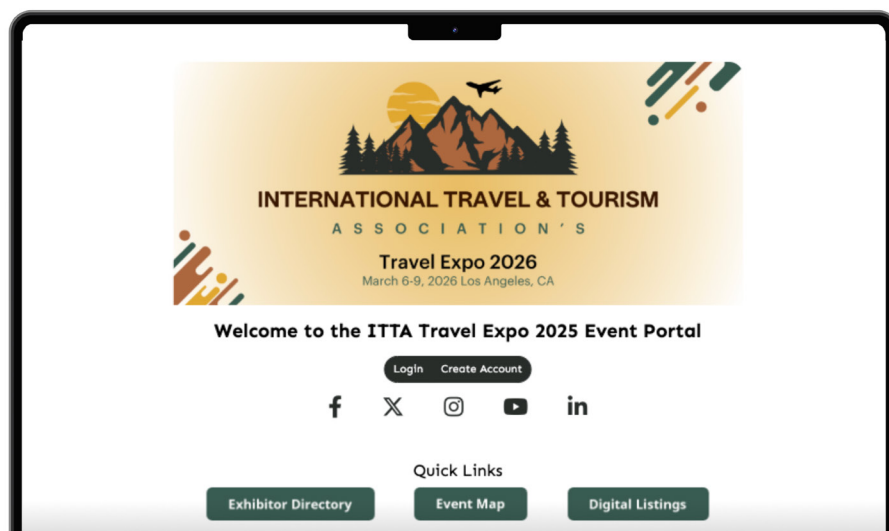 INTERNATIONAL TRAVEL & TOURISM
ASSOCIATION'S
Travel Expo 2026
March 6-9, 2026 Los Angeles, CA
Welcome to the ITTA Travel Expo 2025 Event Portal
Login Create Account
Quick Links
Exhibitor Directory Event Map Digital Listings